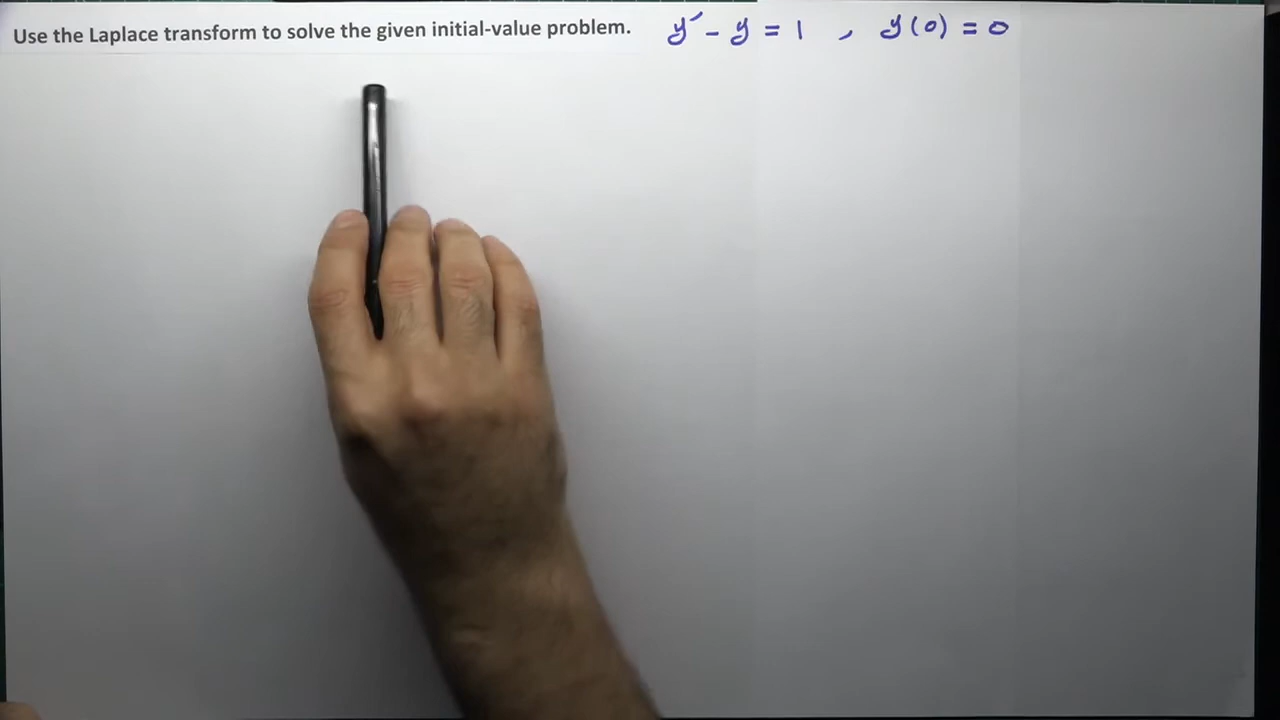 Use the Laplace transform to solve the given initial-value problem. y′ - y = 1 , y(0) = 0